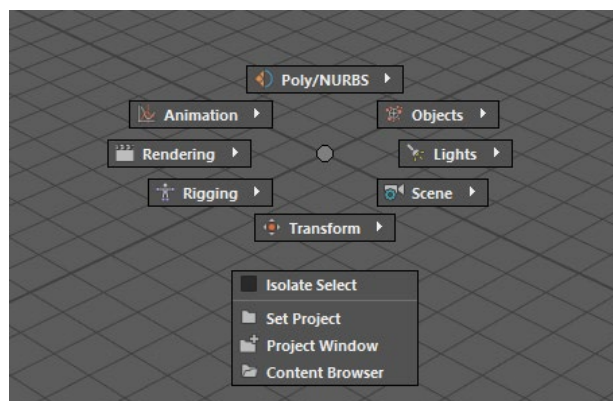 Poly/NURBS
Animation
Objects
Rendering
Lights
Rigging
Scene
Transform
Isolate Select
Set Project
Project Window
Content Browser